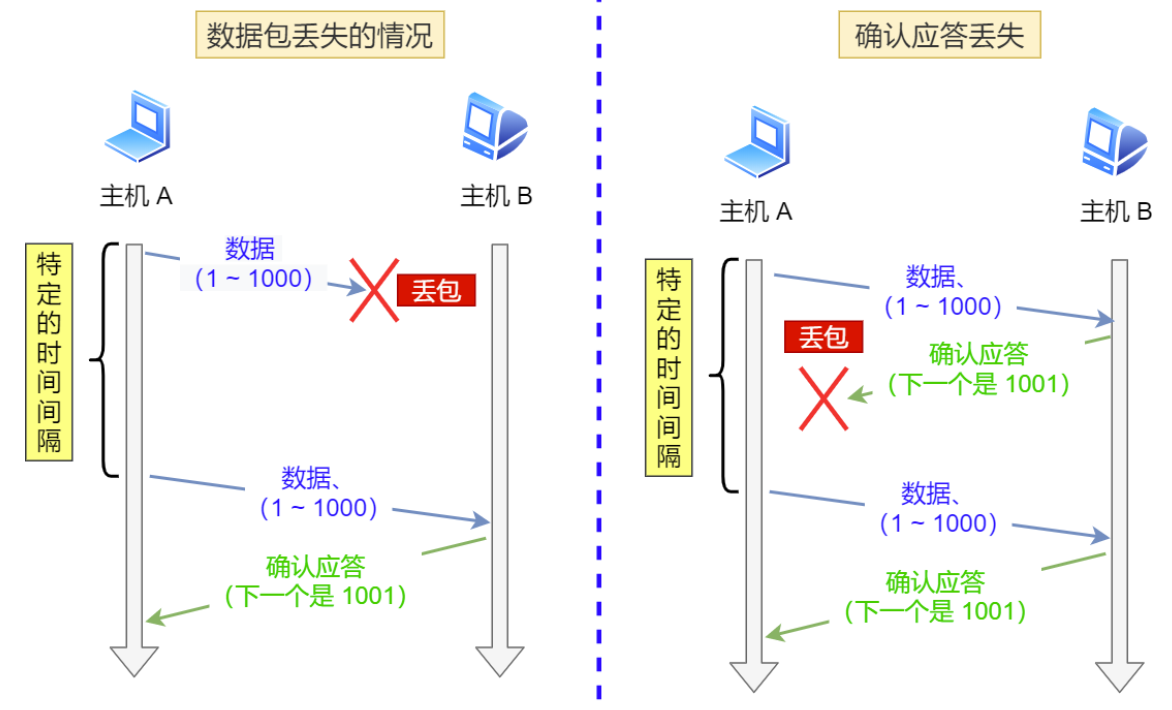 数据包丢失的情况
主机 A
主机 B
特定的时间间隔
数据
（1 ~ 1000）
丢包
数据、
（1 ~ 1000）
确认应答
（下一个是 1001）
确认应答丢失
主机 A
主机 B
特定的时间间隔
数据、
（1 ~ 1000）
丢包
确认应答
（下一个是 1001）
数据、
（1 ~ 1000）
确认应答
（下一个是 1001）